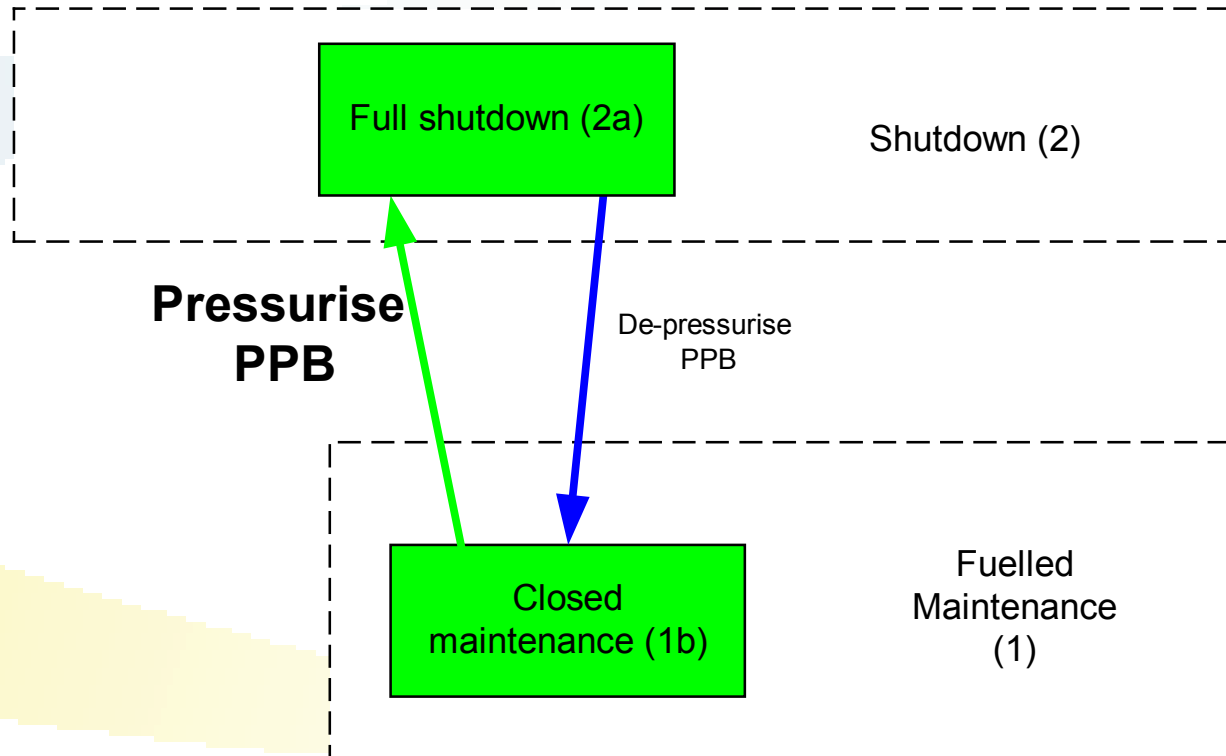 Full shutdown (2a)
Shutdown (2)
Pressurise
PPB
De-pressurise
PPB
Closed
maintenance (1b)
Fuelled
Maintenance
(1)